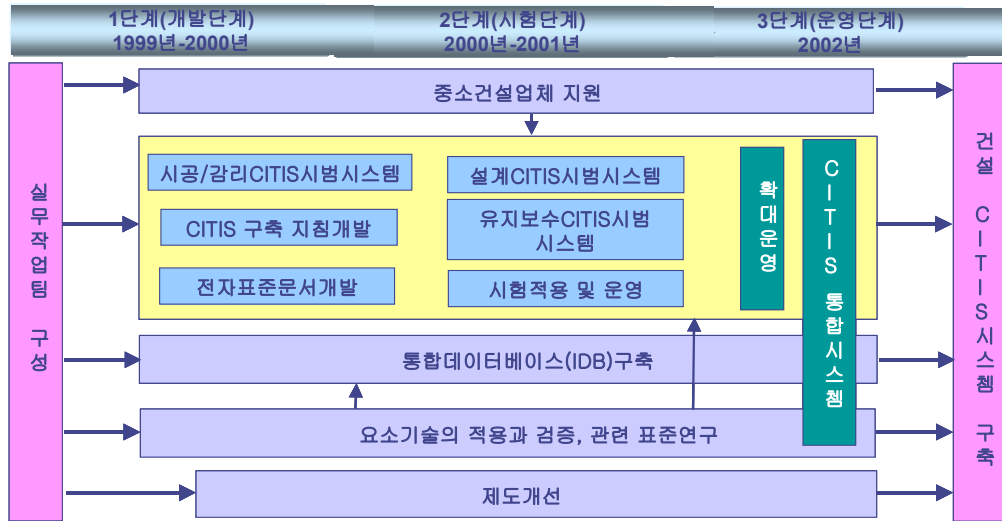 1단계(개발단계)
1999년-2000년
2단계(시험단계)
2000년-2001년
3단계(운영단계)
2002년
실무작업팀 구성
중소건설업체 지원
시공/감리CITIS시범시스템
CITIS 구축 지침개발
전자표준문서개발
설계CITIS시범시스템
유지보수CITIS시범
시스템
시험적용 및 운영
확대운영
CITIS 통합시스쳄
통합데이터베이스(IDB)구축
요소기술의 적용과 검증, 관련 표준연구
제도개선
건설 CITIS시스쳄 구축